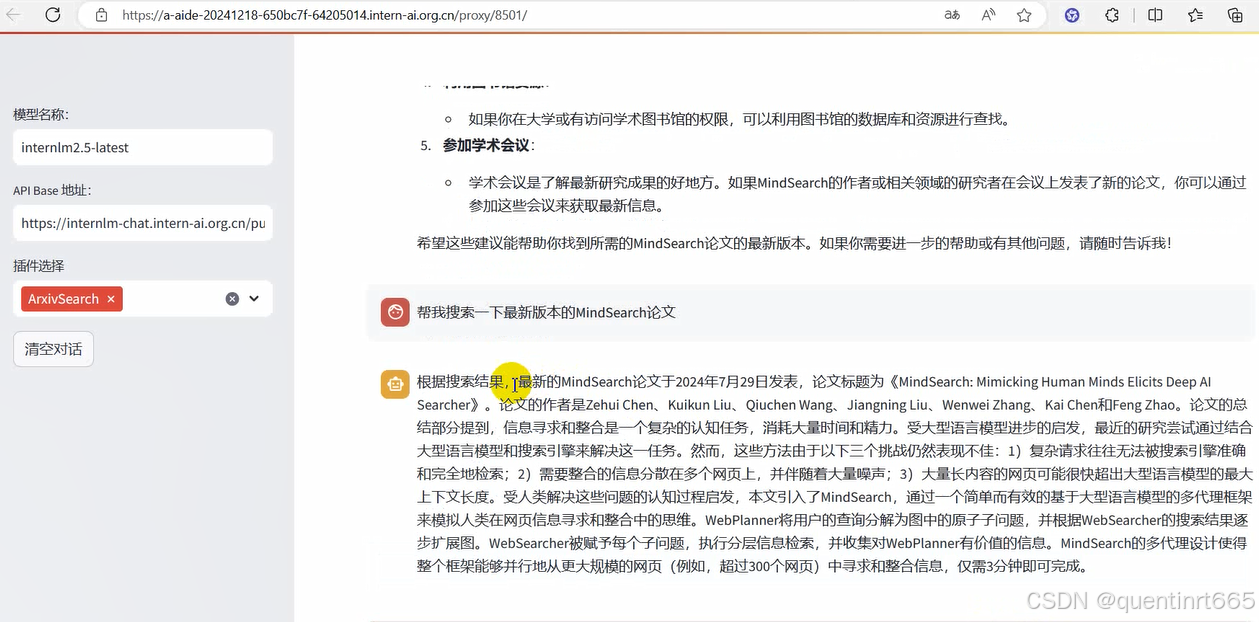 https://a-aide-20241218-650bc7f-64205014.intern-ai.org.cn/proxy/8501/
模型名称：
internlm2.5-latest
API Base 地址：
https://internlm-chat.intern-ai.org.cn/pu
插件选择
ArxivSearch ×
清空对话
如果你在大学或有访问学术图书馆的权限，可以利用图书馆的数据库和资源进行查找。
5. 参加学术会议：
学术会议是了解最新研究成果的好地方。如果MindSearch的作者或相关领域的研究者在会议上发表了新的论文，你可以通过
参加这些会议来获取最新信息。
希望这些建议能帮助你找到所需的MindSearch论文的最新版本。如果你需要进一步的帮助或有其他问题，请随时告诉我！
帮我搜索一下最新版本的MindSearch论文
根据搜索结果，最新的MindSearch论文于2024年7月29日发表，论文标题为《MindSearch: Mimicking Human Minds Elicits Deep AI
Searcher》。论文的作者是Zehui Chen、Kuikun Liu、Qiuchen Wang、Jiangning Liu、Wenwei Zhang、Kai Chen和Feng Zhao。论文的总
结部分提到，信息寻求和整合是一个复杂的认知任务，消耗大量时间和精力。受大型语言模型进步的启发，最近的研究尝试通过结合
大型语言模型和搜索引擎来解决这一任务。然而，这些方法由于以下三个挑战仍然表现不佳：1）复杂请求往往无法被搜索引擎准确
和完全地检索；2）需要整合的信息分散在多个网页上，并伴随着大量噪声；3）大量长内容的网页可能很快超出大型语言模型的最大
上下文长度。受人类解决这些问题的认知过程启发，本文引入了MindSearch，通过一个简单而有效的基于大型语言模型的多代理框架
来模拟人类在网页信息寻求和整合中的思维。WebPlanner将用户的查询分解为图中的原子子问题，并根据WebSearcher的搜索结果逐
步扩展图。WebSearcher被赋予每个子问题，执行分层信息检索，并收集对WebPlanner有价值的信息。MindSearch的多代理设计使得
整个框架能够并行地从更大规模的网页（例如，超过300个网页）中寻求和整合信息，仅需3分钟即可完成。
CSDN @quentinrt665